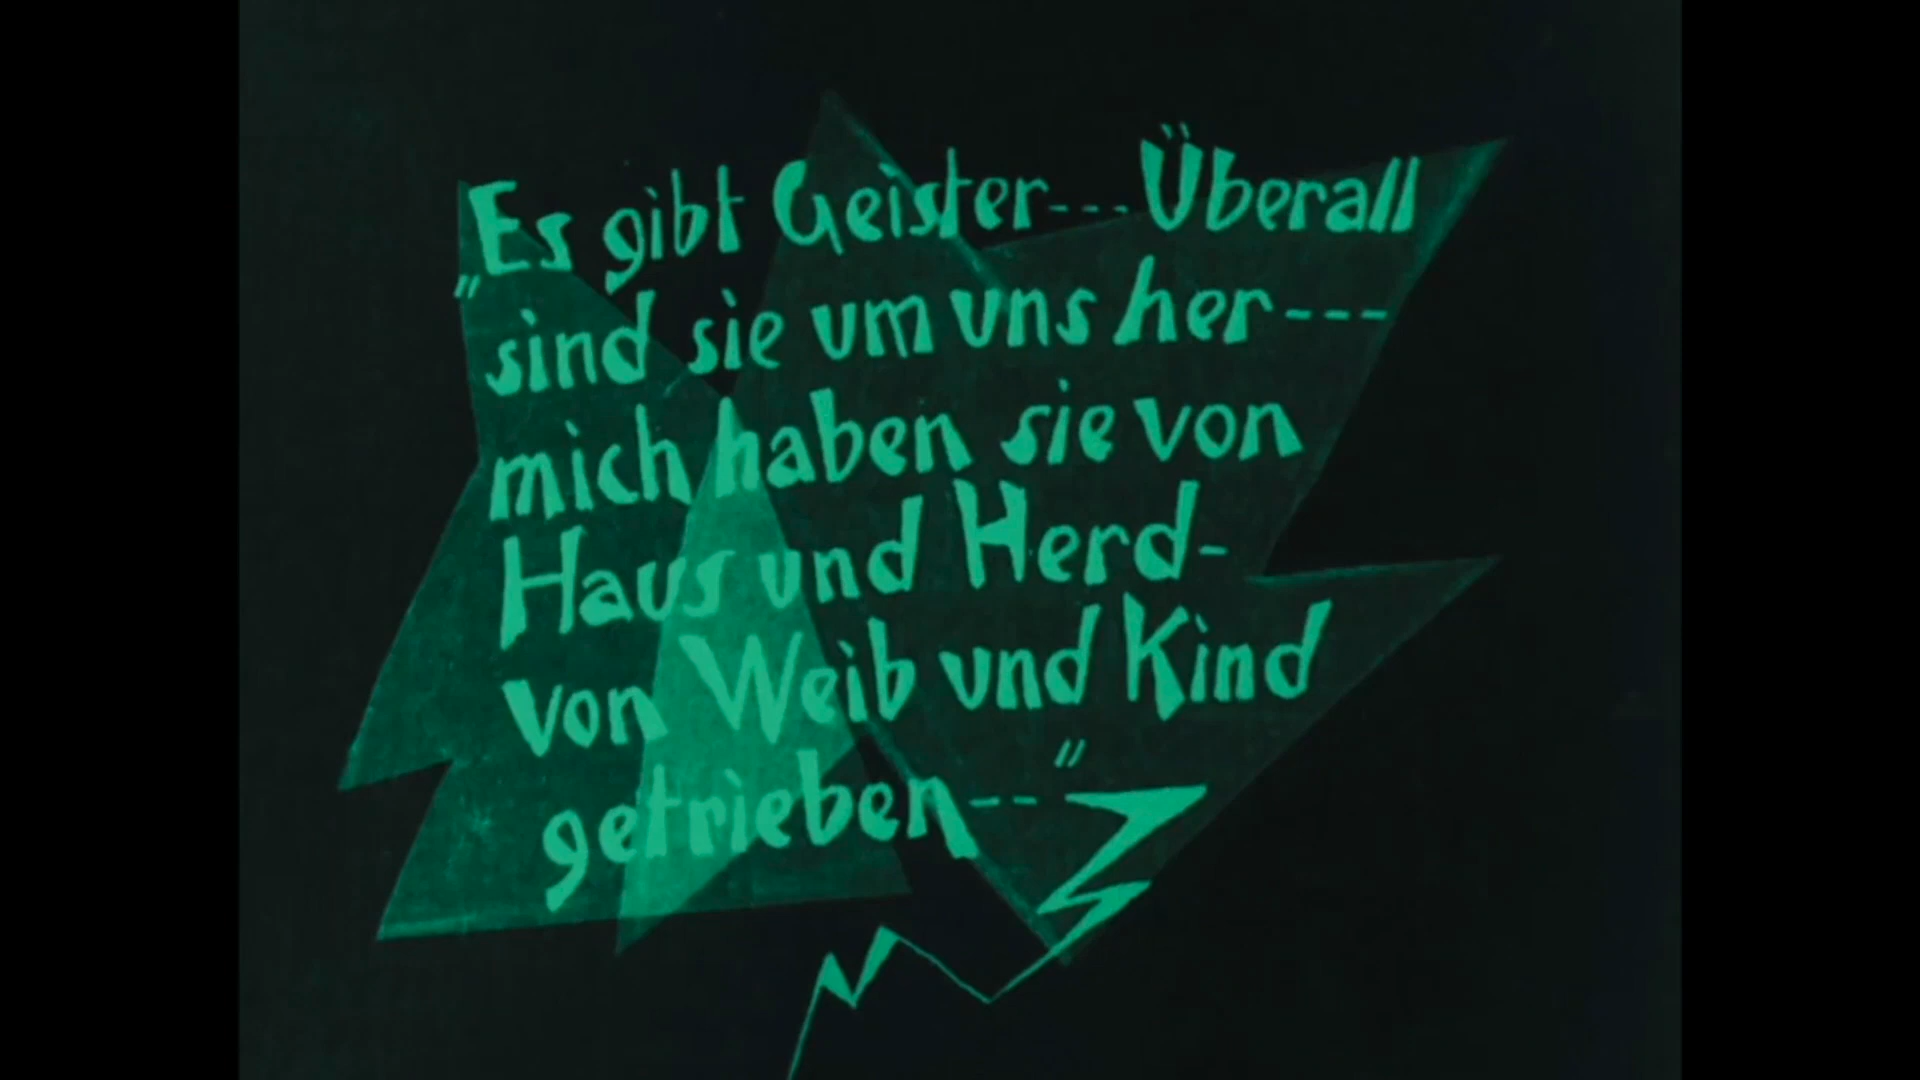 „Es gibt Geister---Überall
sind sie um uns her---
mich haben sie von
Haus und Herd-
von Weib und Kind
getrieben---"